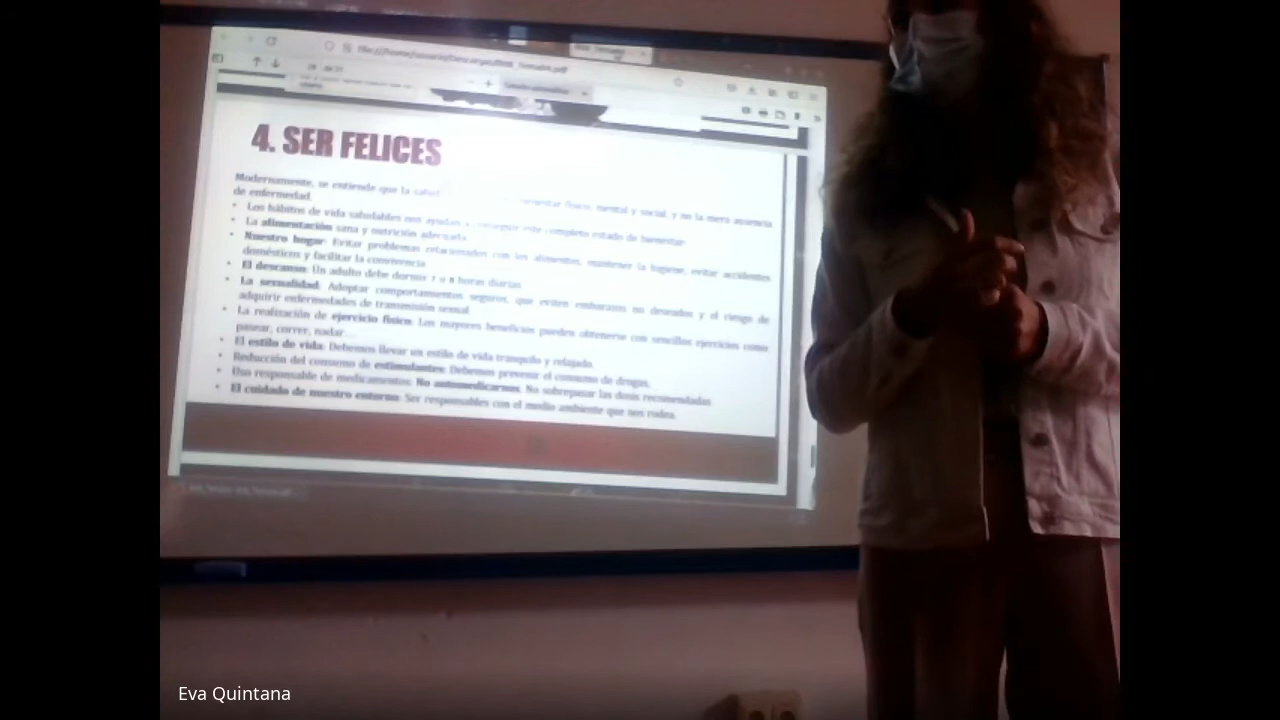 4. SER FELICES
Modernamente, se entiende que la salud bienestar físico, mental y social, y no la mera ausencia
de enfermedad.
• Los hábitos de vida saludables nos ayudan a conseguir este completo estado de bienestar
• La alimentación sana y nutrición adecuada
• Nuestro hogar: Evitar problemas relacionados con los alimentos, mantener la higiene, evitar accidentes
domésticos y facilitar la convivencia
• El descanso: Un adulto debe dormir 7 u 8 horas diarias
• La sexualidad: Adoptar comportamientos seguros, que eviten embarazos no deseados y el riesgo de
adquirir enfermedades de transmisión sexual
• La realización de ejercicio físico: Los mayores beneficios pueden obtenerse con sencillos ejercicios como
pasear, correr, nadar...
• El estilo de vida: Debemos llevar un estilo de vida tranquilo y relajado.
• Reducción del consumo de estimulantes: Debemos prevenir el consumo de drogas.
• Uso responsable de medicamentos: No automedicarnos. No sobrepasar las dosis recomendadas
• El cuidado de nuestro entorno: Ser responsables con el medio ambiente que nos rodea.
Eva Quintana